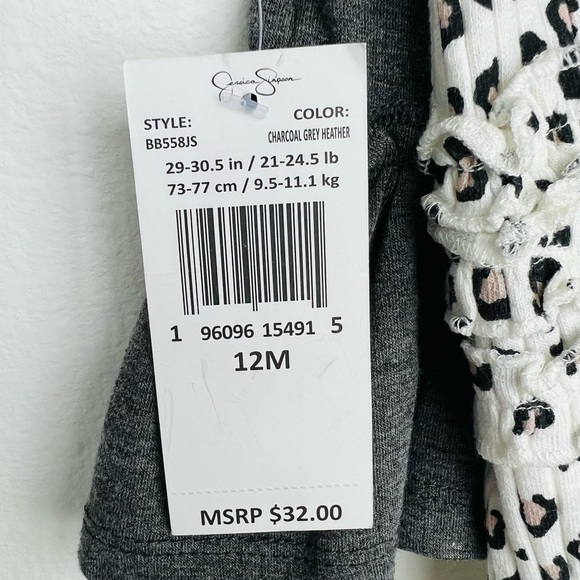 Jessica Simpson
STYLE: COLOR:
BB558JS CHARCOAL GREY HEATHER
29-30.5 in / 21-24.5 lb
73-77 cm / 9.5-11.1 kg
1 96096 15491 5
12M
MSRP $32.00